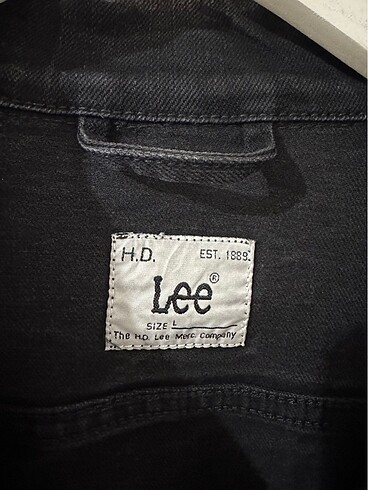 H.D. EST. 1889.
Lee®
SIZE L
The H.D. Lee Merc. Company